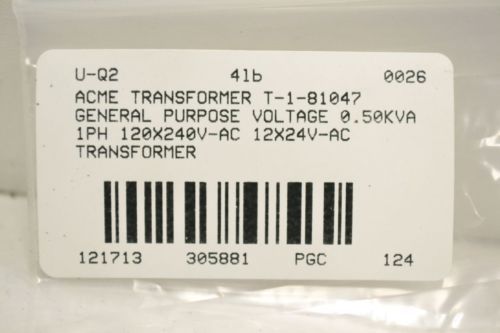 U-Q2 4lb 0026
ACME TRANSFORMER T-1-81047
GENERAL PURPOSE VOLTAGE 0.50KVA
1PH 120X240V-AC 12X24V-AC
TRANSFORMER
121713 305881 PGC 124